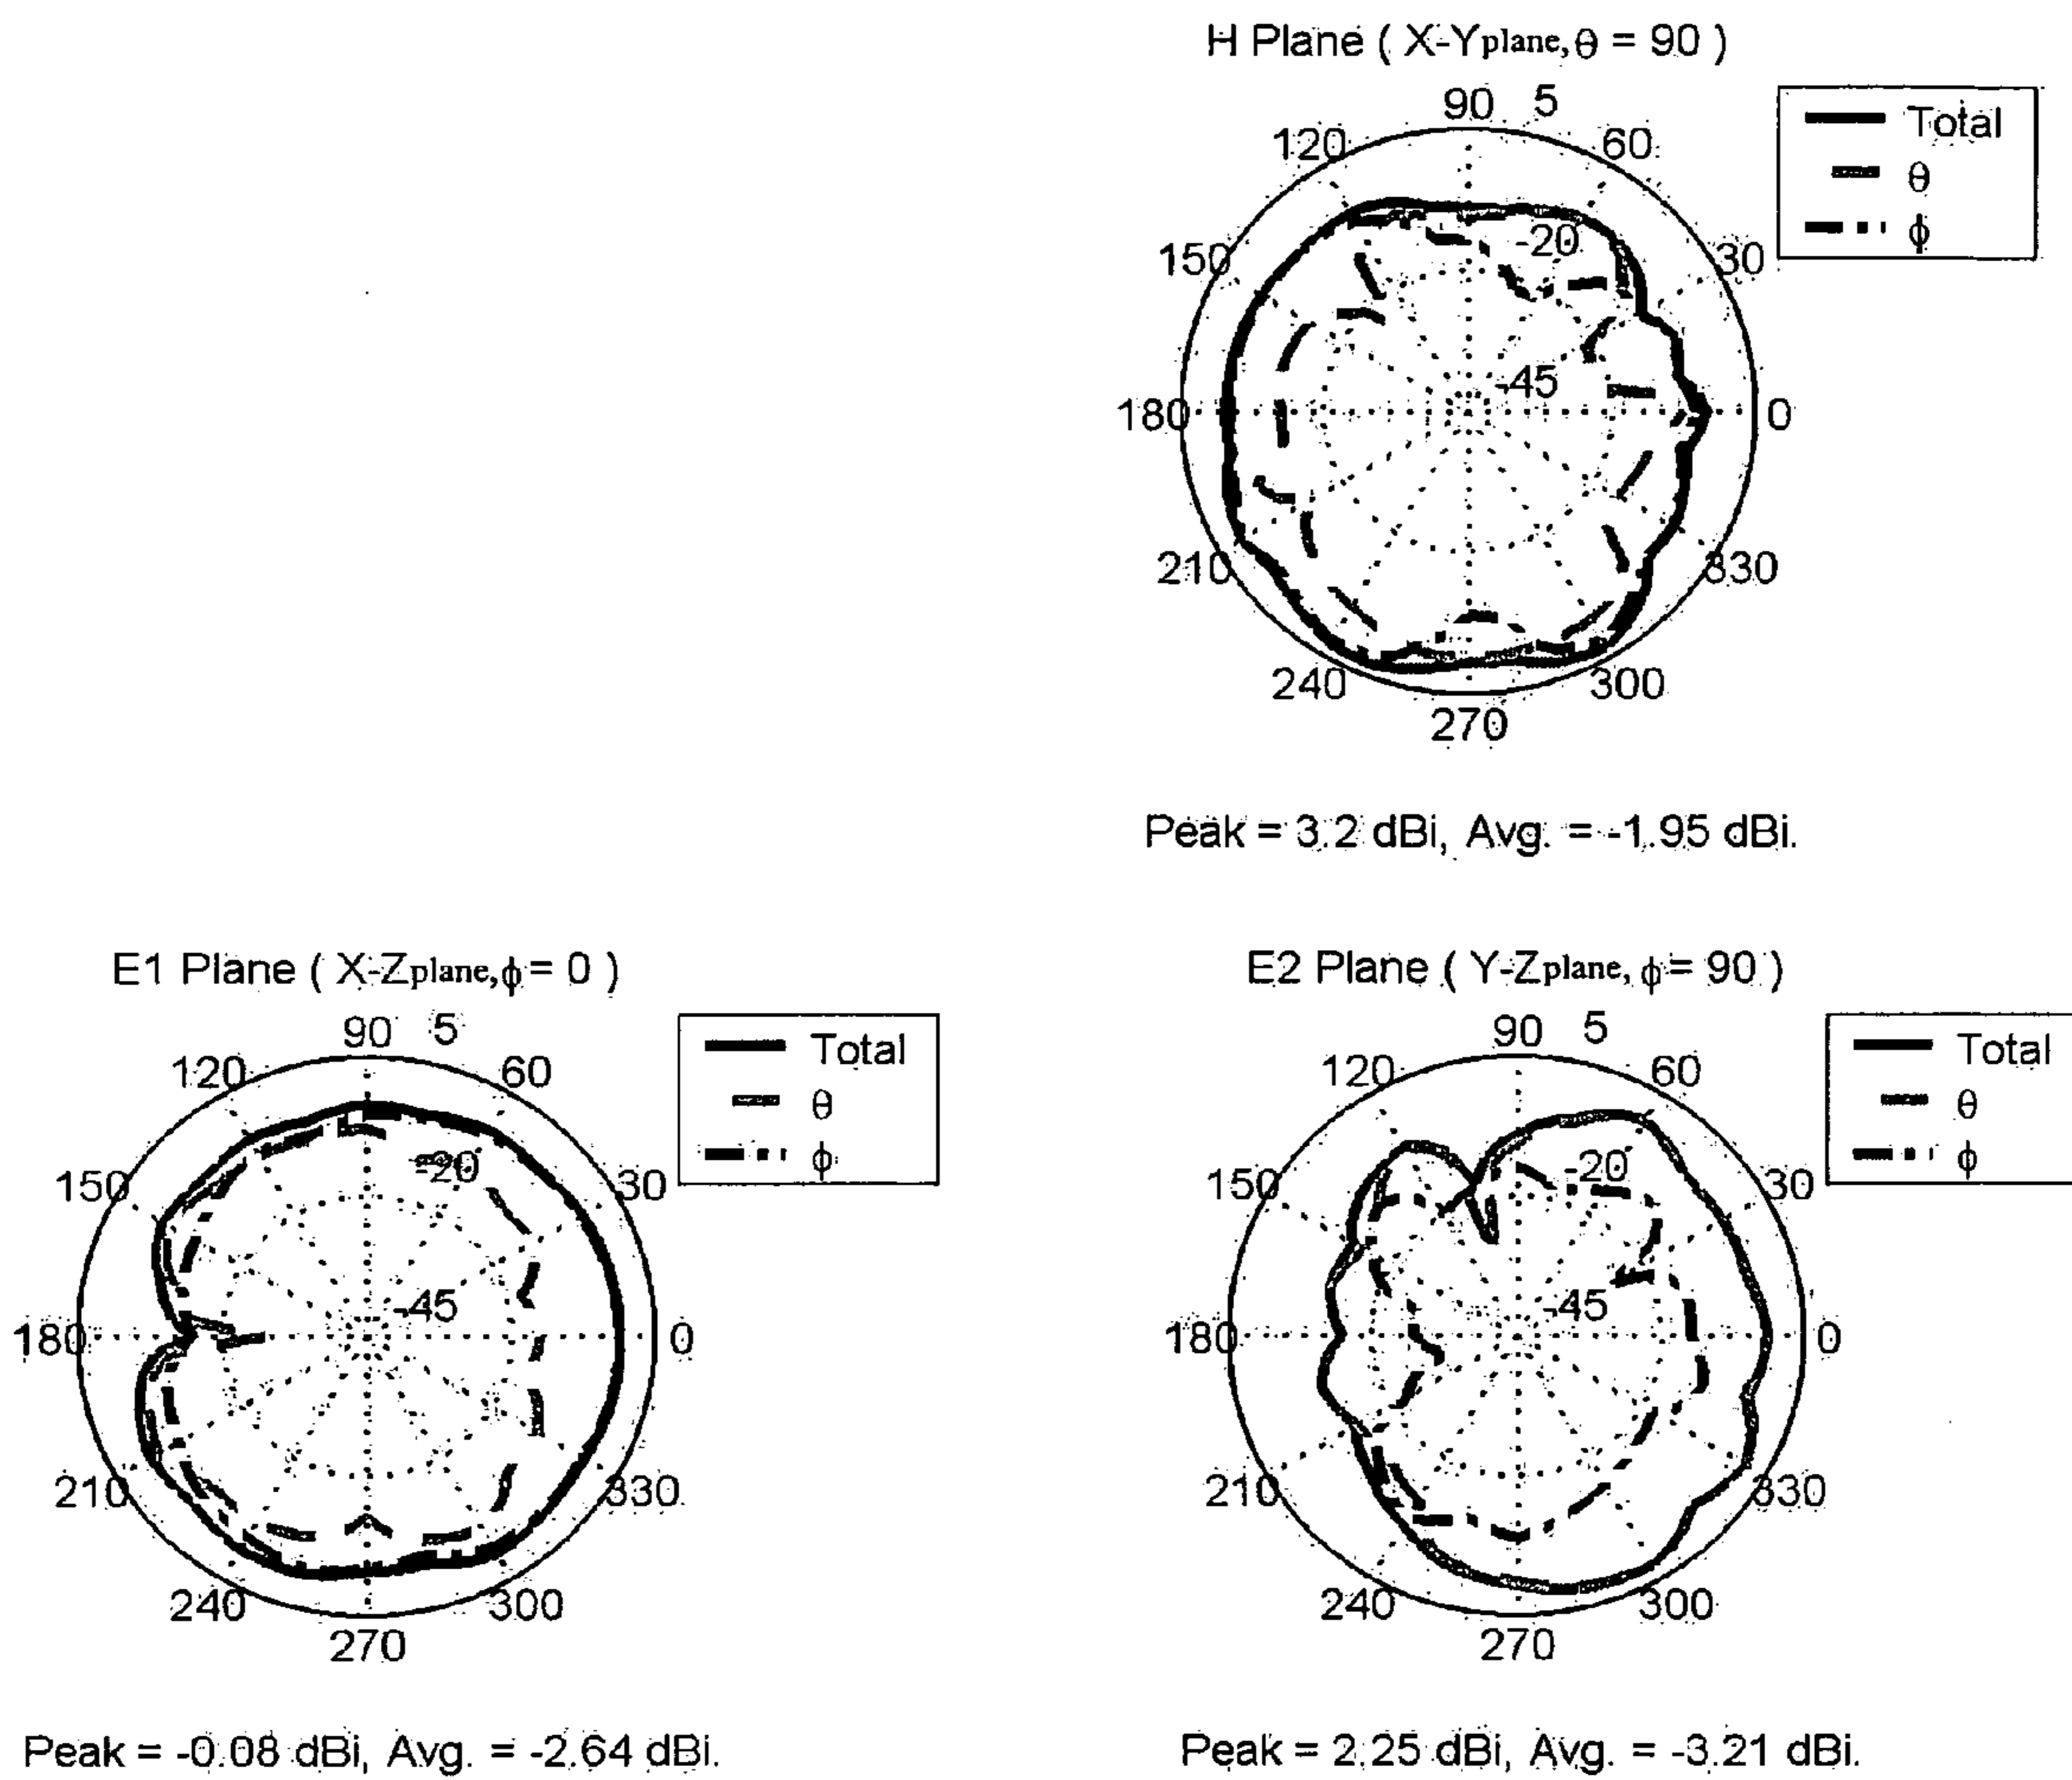 H Plane ( X-Yplane,θ = 90 )
90 5
120 60
Total
θ
ϕ
-20
150 30
-45
180 0
210 330
240 300
270
Peak = 3.2 dBi, Avg. = -1.95 dBi.
E1 Plane ( X-Zplane,ϕ = 0 )
90 5
120 60
Total
θ
ϕ
-20
150 30
-45
180 0
210 330
240 300
270
Peak = -0.08 dBi, Avg. = -2.64 dBi.
E2 Plane ( Y-Zplane, ϕ = 90 )
90 5
120 60
Total
θ
ϕ
-20
150 30
-45
180 0
210 330
240 300
270
Peak = 2.25 dBi, Avg. = -3.21 dBi.